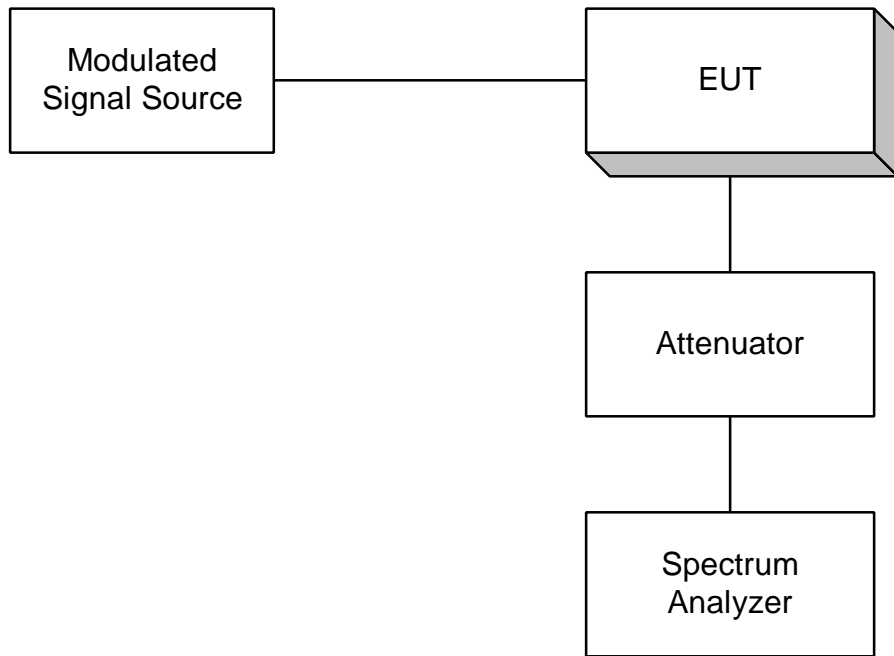 Modulated
Signal Source
EUT
Attenuator
Spectrum
Analyzer